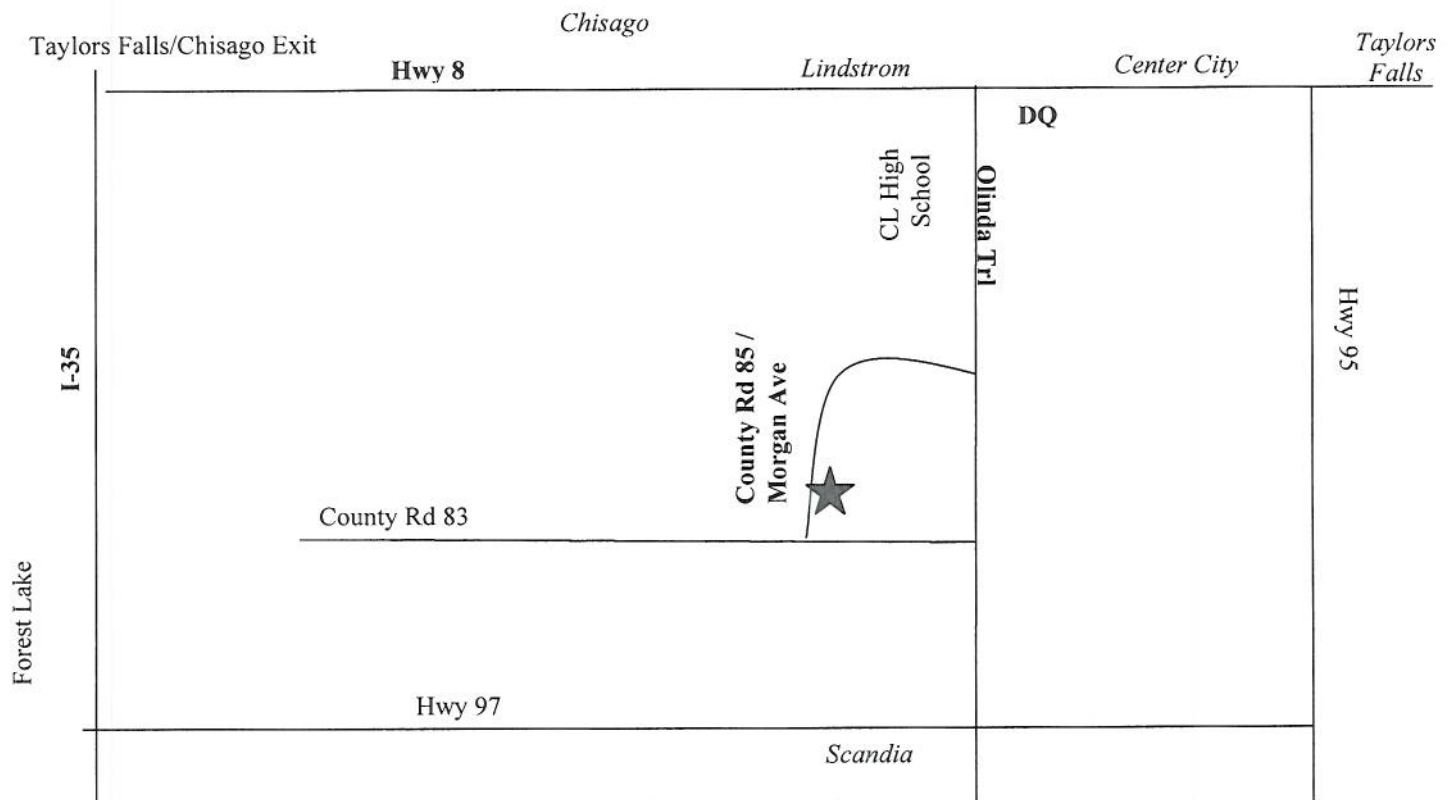 Chisago
Taylors Falls/Chisago Exit
Hwy 8
Lindstrom
Center City
Taylors
Falls
DQ
CL High
School
Olinda Trl
Hwy 95
I-35
County Rd 85 /
Morgan Ave
County Rd 83
Forest Lake
Hwy 97
Scandia